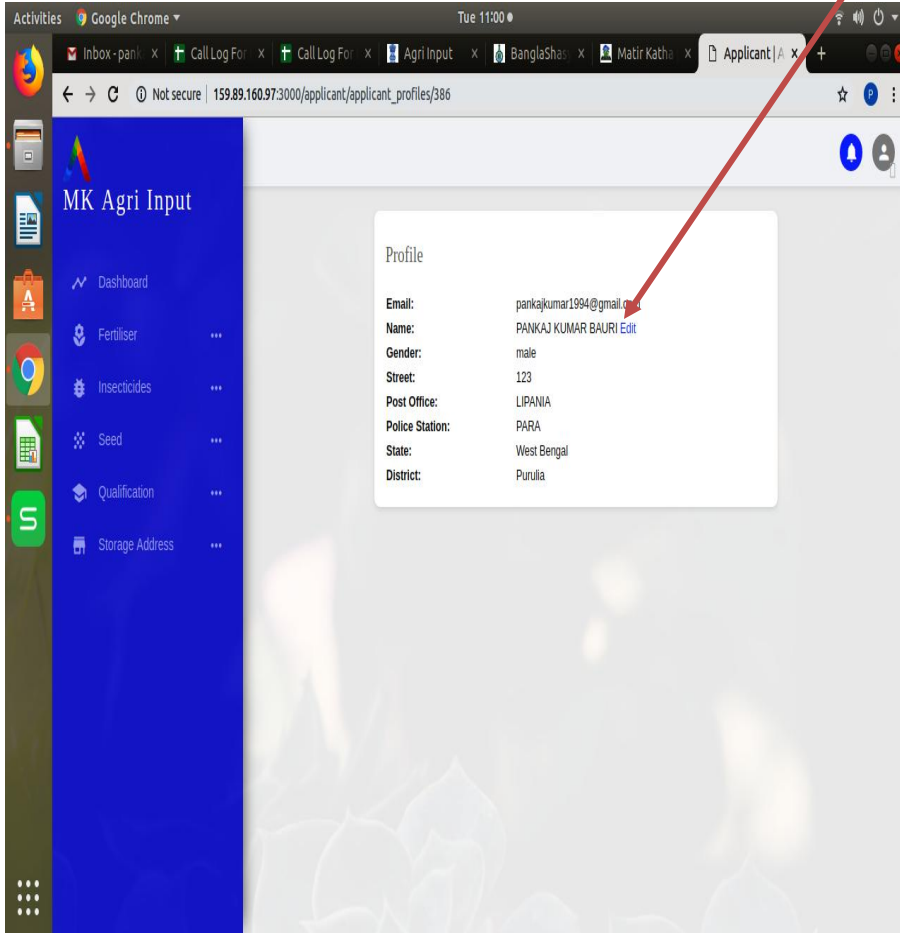 Activities Google Chrome Tue 11:00
Inbox - pank Call Log For Call Log For Agri Input BanglaShas Matir Katha Applicant | A
Not secure 159.89.160.97:3000/applicant/applicant_profiles/386 P
MK Agri Input
Profile
Dashboard
Email: pankajkumar1994@gmail.com
Name: PANKAJ KUMAR BAURI Edit
Fertiliser
Gender: male
Street: 123
Insecticides
Post Office: LIPANIA
Police Station: PARA
Seed
State: West Bengal
District: Purulia
Qualification
Storage Address